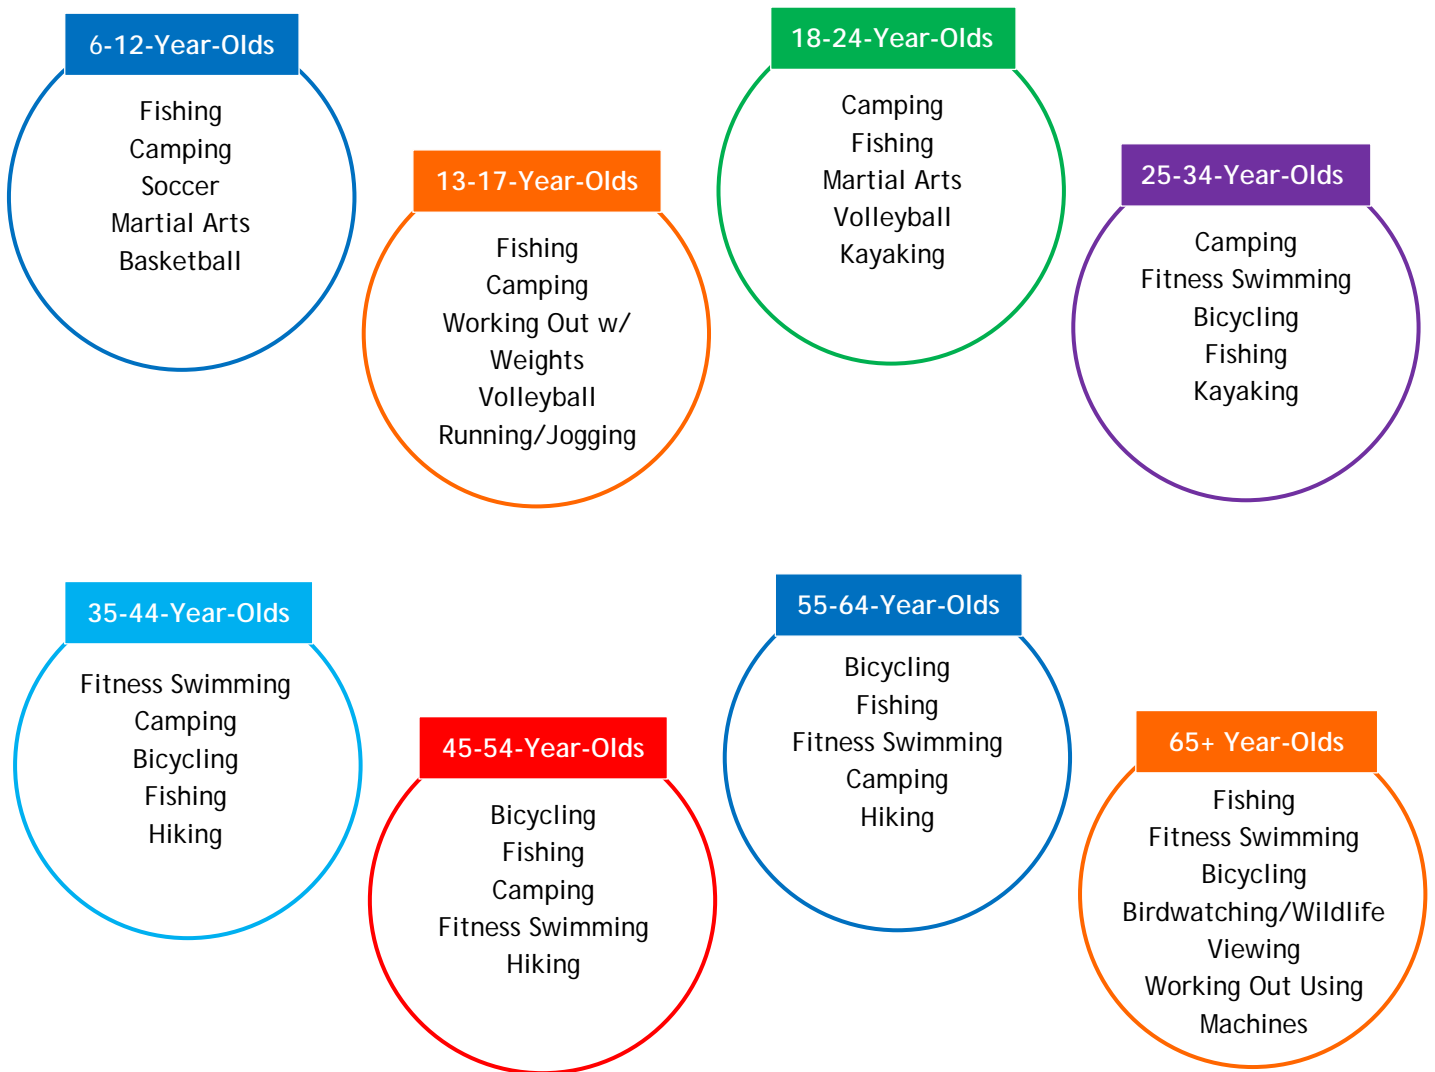 6-12-Year-Olds
Fishing
Camping
Soccer
Martial Arts
Basketball
13-17-Year-Olds
Fishing
Camping
Working Out w/
Weights
Volleyball
Running/Jogging
18-24-Year-Olds
Camping
Fishing
Martial Arts
Volleyball
Kayaking
25-34-Year-Olds
Camping
Fitness Swimming
Bicycling
Fishing
Kayaking
35-44-Year-Olds
Fitness Swimming
Camping
Bicycling
Fishing
Hiking
45-54-Year-Olds
Bicycling
Fishing
Camping
Fitness Swimming
Hiking
55-64-Year-Olds
Bicycling
Fishing
Fitness Swimming
Camping
Hiking
65+ Year-Olds
Fishing
Fitness Swimming
Bicycling
Birdwatching/Wildlife
Viewing
Working Out Using
Machines